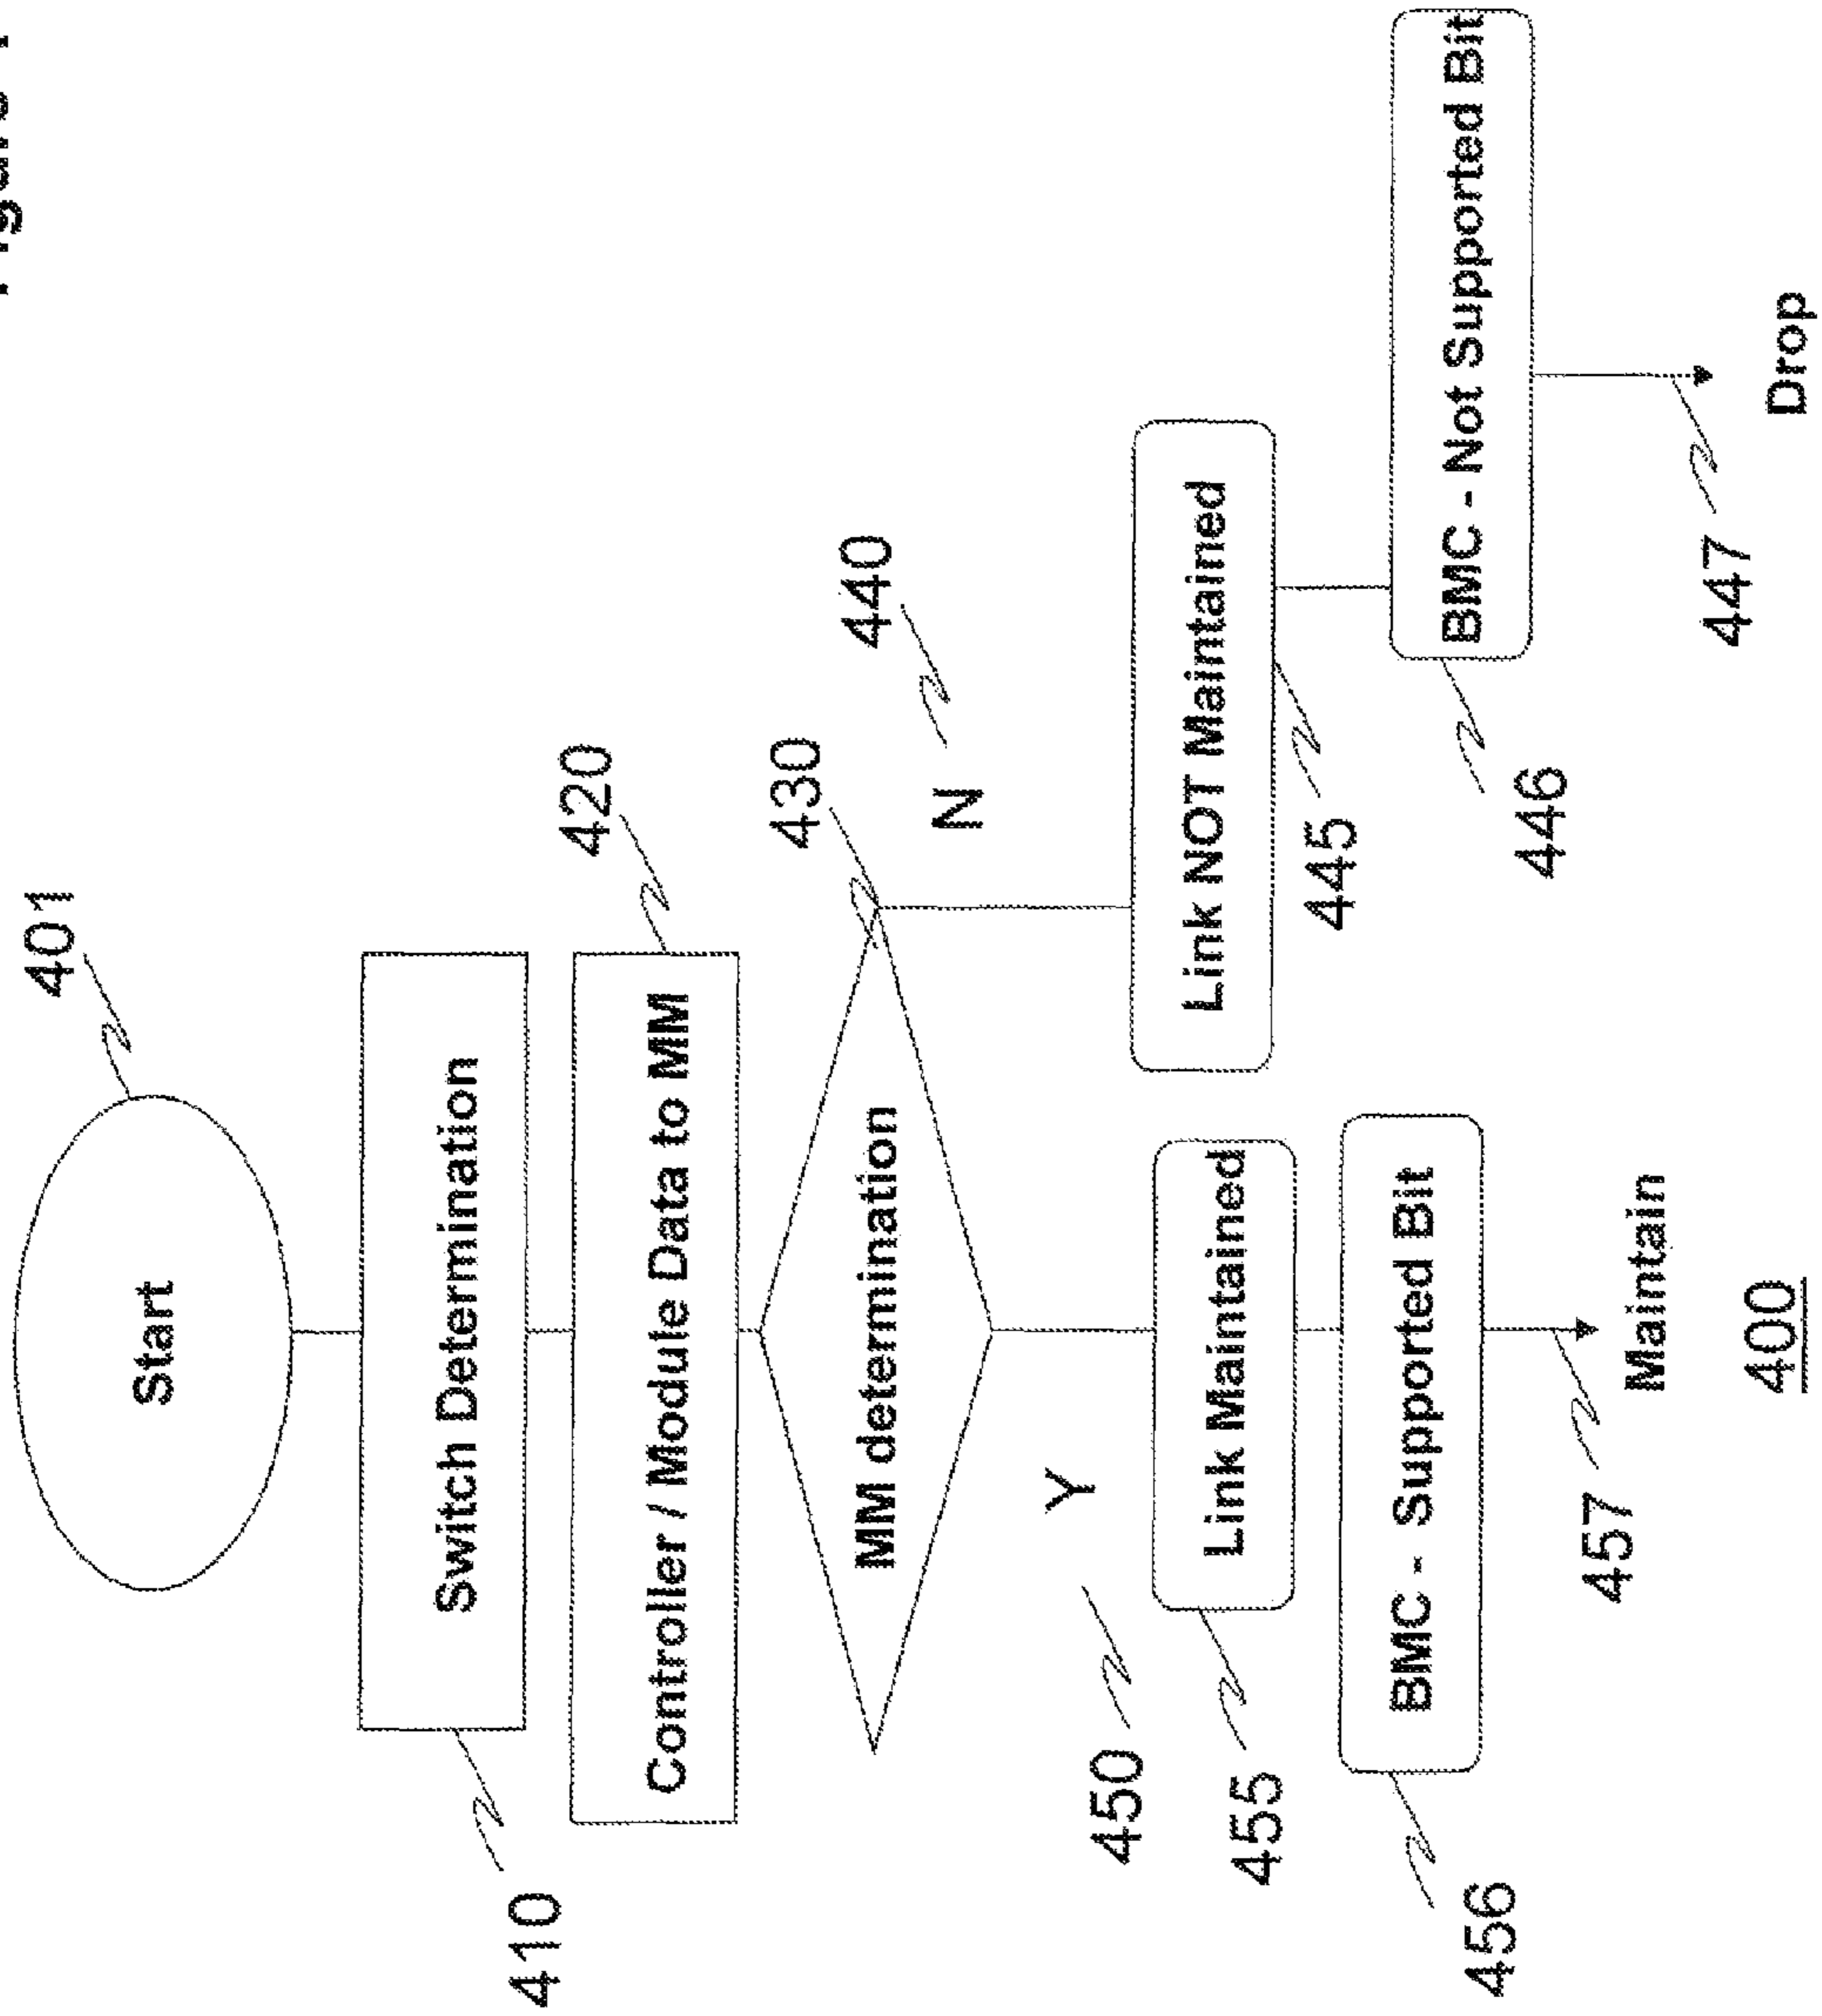 Figure
401
Start
410
Switch Determination
420
Controller / Module Data to MM
430
MM determination
440
N
450
Y
Link NOT Maintained
445
455
Link Maintained
BMC - Not Supported Bit
446
456
BMC - Supported Bit
447
Drop
457
Maintain
400